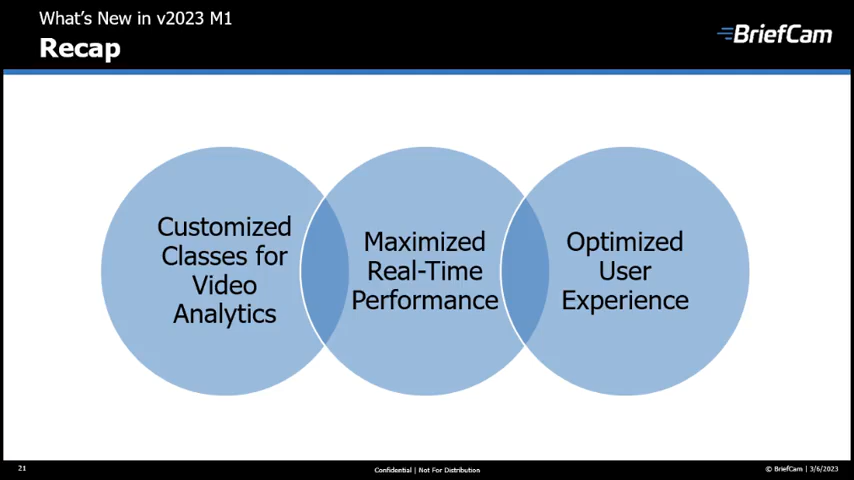 What's New in v2023 M1
Recap
BriefCam
Customized
Classes for
Video
Analytics
Maximized
Real-Time
Performance
Optimized
User
Experience
21
Confidential | Not For Distribution
© BriefCam | 3/6/2023